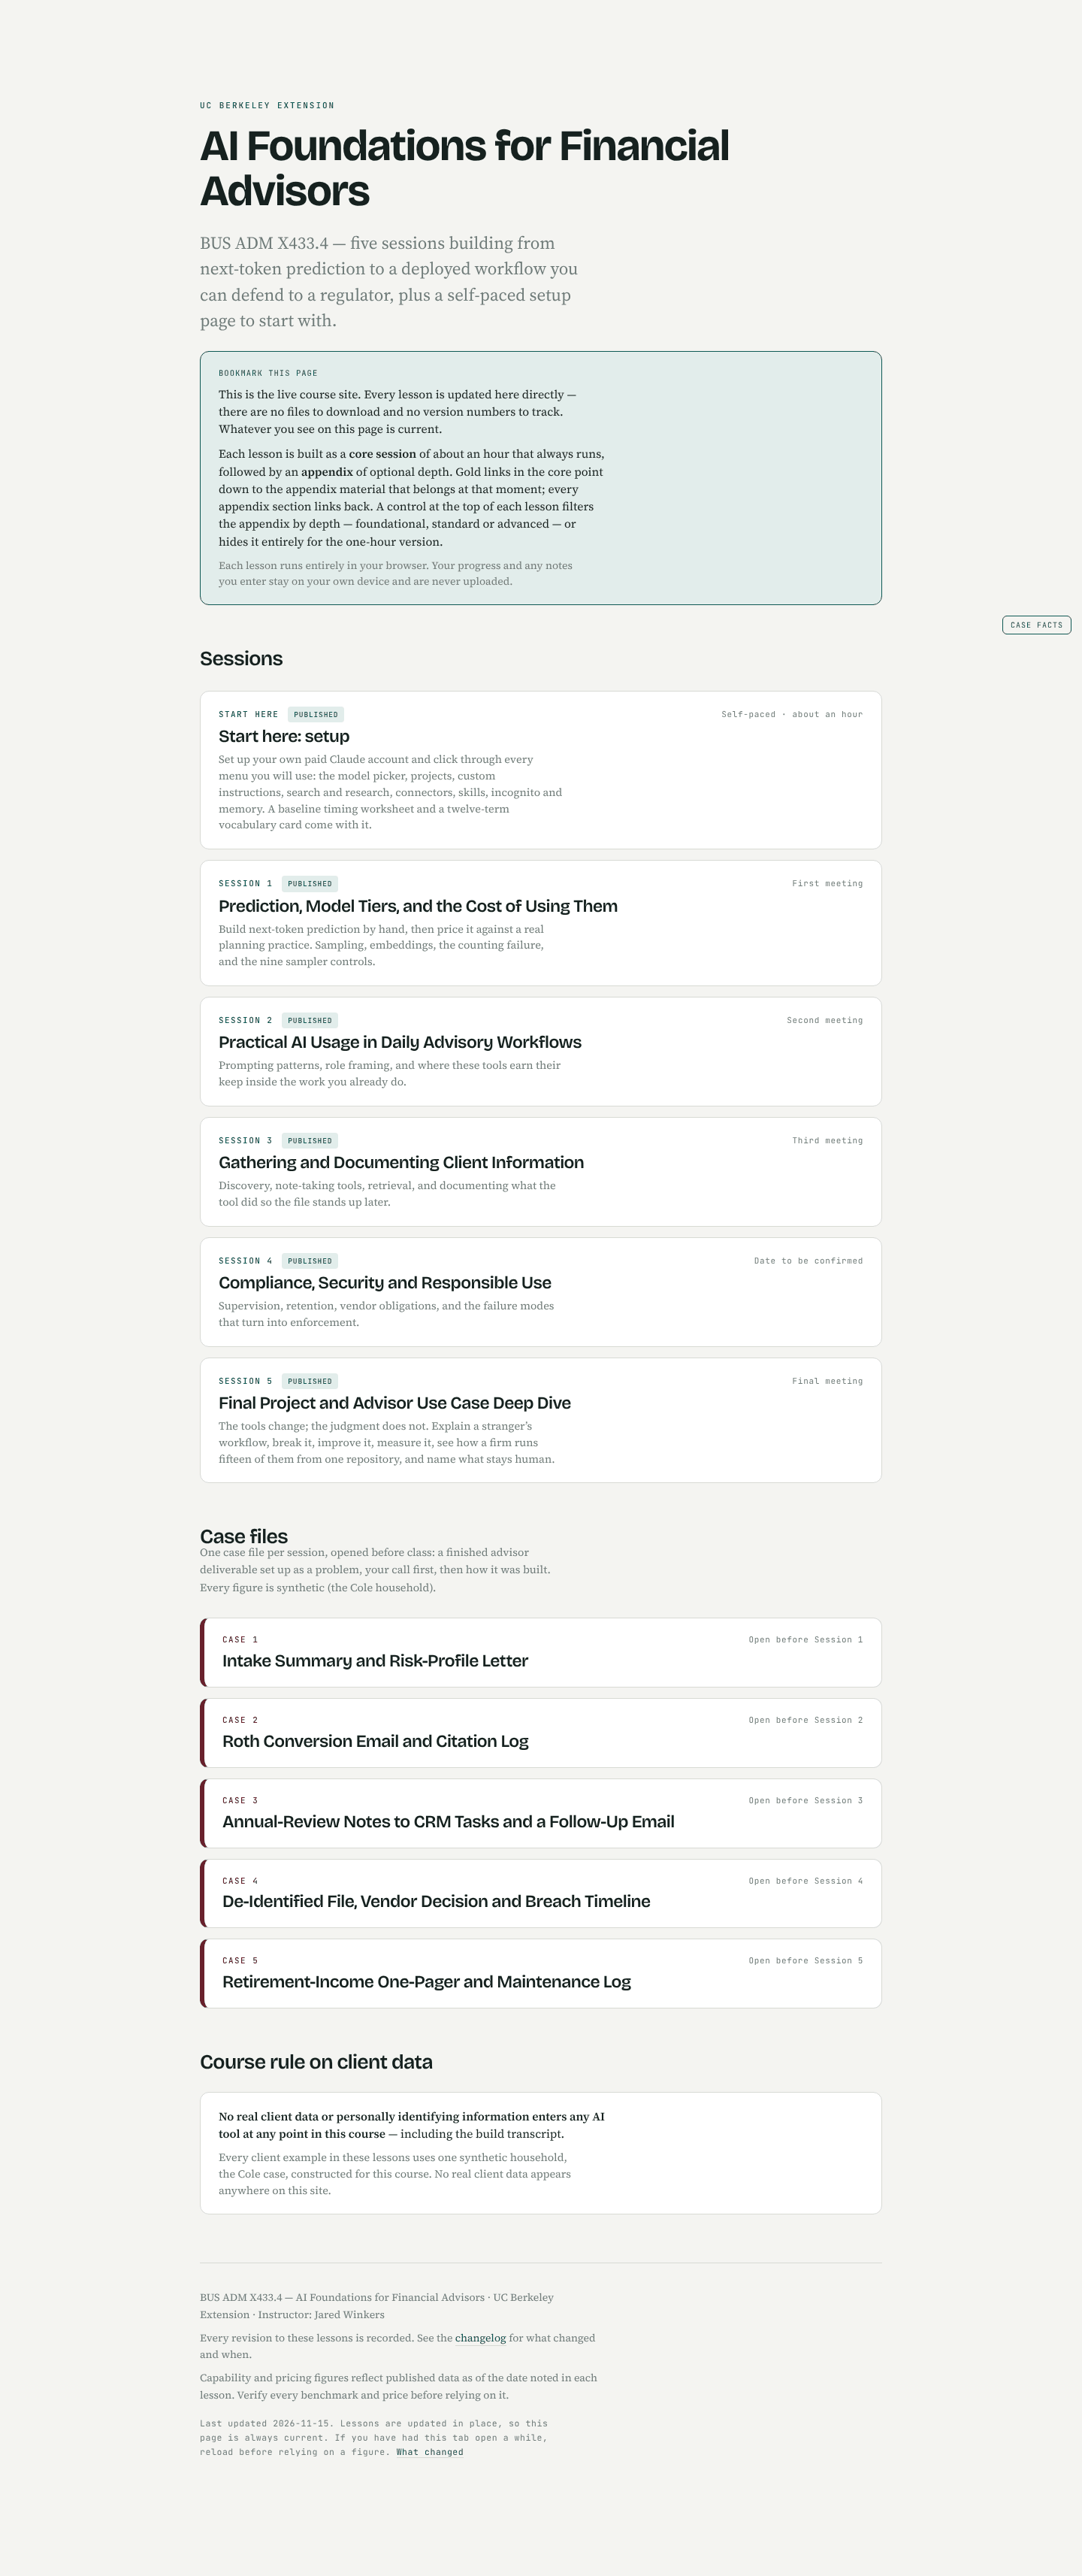 UC BERKELEY EXTENSION
AI Foundations for Financial
Advisors
BUS ADM X433.4 — five sessions building from
next-token prediction to a deployed workflow you
can defend to a regulator, plus a self-paced setup
page to start with.
BOOKMARK THIS PAGE
This is the live course site. Every lesson is updated here directly —
there are no files to download and no version numbers to track.
Whatever you see on this page is current.
Each lesson is built as a core session of about an hour that always runs,
followed by an appendix of optional depth. Gold links in the core point
down to the appendix material that belongs at that moment; every
appendix section links back. A control at the top of each lesson filters
the appendix by depth — foundational, standard or advanced — or
hides it entirely for the one-hour version.
Each lesson runs entirely in your browser. Your progress and any notes
you enter stay on your own device and are never uploaded.
CASE FACTS
Sessions
START HERE PUBLISHED Self-paced · about an hour
Start here: setup
Set up your own paid Claude account and click through every
menu you will use: the model picker, projects, custom
instructions, search and research, connectors, skills, incognito and
memory. A baseline timing worksheet and a twelve-term
vocabulary card come with it.
SESSION 1 PUBLISHED First meeting
Prediction, Model Tiers, and the Cost of Using Them
Build next-token prediction by hand, then price it against a real
planning practice. Sampling, embeddings, the counting failure,
and the nine sampler controls.
SESSION 2 PUBLISHED Second meeting
Practical AI Usage in Daily Advisory Workflows
Prompting patterns, role framing, and where these tools earn their
keep inside the work you already do.
SESSION 3 PUBLISHED Third meeting
Gathering and Documenting Client Information
Discovery, note-taking tools, retrieval, and documenting what the
tool did so the file stands up later.
SESSION 4 PUBLISHED Date to be confirmed
Compliance, Security and Responsible Use
Supervision, retention, vendor obligations, and the failure modes
that turn into enforcement.
SESSION 5 PUBLISHED Final meeting
Final Project and Advisor Use Case Deep Dive
The tools change; the judgment does not. Explain a stranger’s
workflow, break it, improve it, measure it, see how a firm runs
fifteen of them from one repository, and name what stays human.
Case files
One case file per session, opened before class: a finished advisor
deliverable set up as a problem, your call first, then how it was built.
Every figure is synthetic (the Cole household).
CASE 1 Open before Session 1
Intake Summary and Risk-Profile Letter
CASE 2 Open before Session 2
Roth Conversion Email and Citation Log
CASE 3 Open before Session 3
Annual-Review Notes to CRM Tasks and a Follow-Up Email
CASE 4 Open before Session 4
De-Identified File, Vendor Decision and Breach Timeline
CASE 5 Open before Session 5
Retirement-Income One-Pager and Maintenance Log
Course rule on client data
No real client data or personally identifying information enters any AI
tool at any point in this course — including the build transcript.
Every client example in these lessons uses one synthetic household,
the Cole case, constructed for this course. No real client data appears
anywhere on this site.
BUS ADM X433.4 — AI Foundations for Financial Advisors · UC Berkeley
Extension · Instructor: Jared Winkers
Every revision to these lessons is recorded. See the changelog for what changed
and when.
Capability and pricing figures reflect published data as of the date noted in each
lesson. Verify every benchmark and price before relying on it.
Last updated 2026-11-15. Lessons are updated in place, so this
page is always current. If you have had this tab open a while,
reload before relying on a figure. What changed